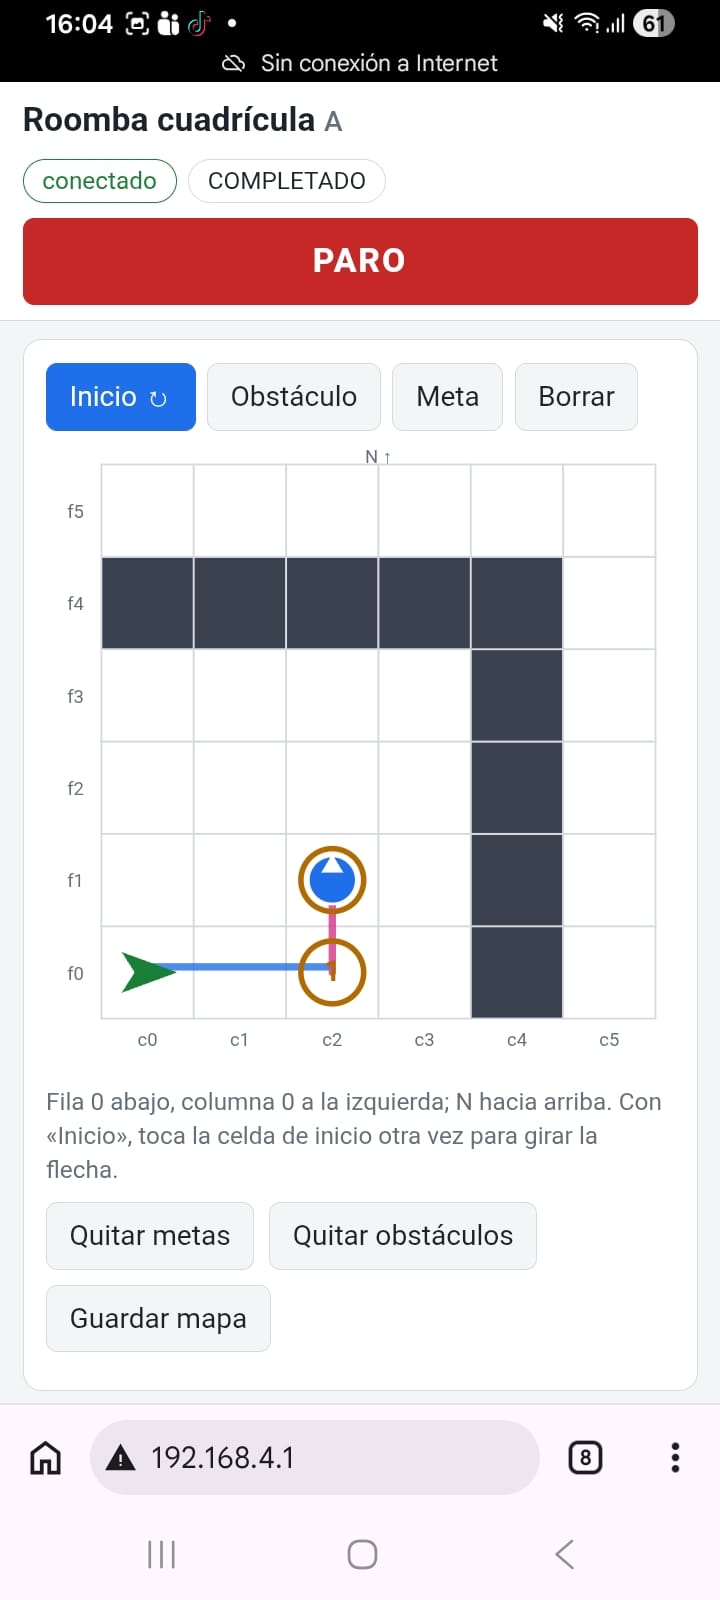 16:04
61
Sin conexión a Internet
Roomba cuadrícula A
conectado COMPLETADO
PARO
Inicio ↻ Obstáculo Meta Borrar
N ↑
f5
f4
f3
f2
f1
f0
c0 c1 c2 c3 c4 c5
Fila 0 abajo, columna 0 a la izquierda; N hacia arriba. Con
«Inicio», toca la celda de inicio otra vez para girar la
flecha.
Quitar metas Quitar obstáculos
Guardar mapa
192.168.4.1
8